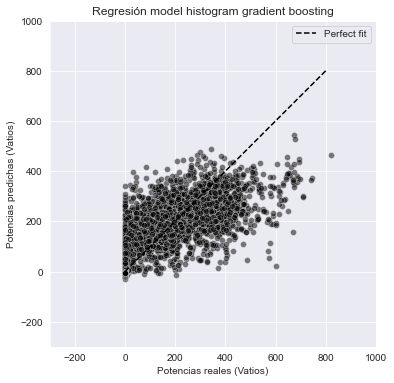 Regresión model histogram gradient boosting
Perfect fit
1000
800
600
400
200
0
−200
Potencias predichas (Vatios)
−200 0 200 400 600 800 1000
Potencias reales (Vatios)